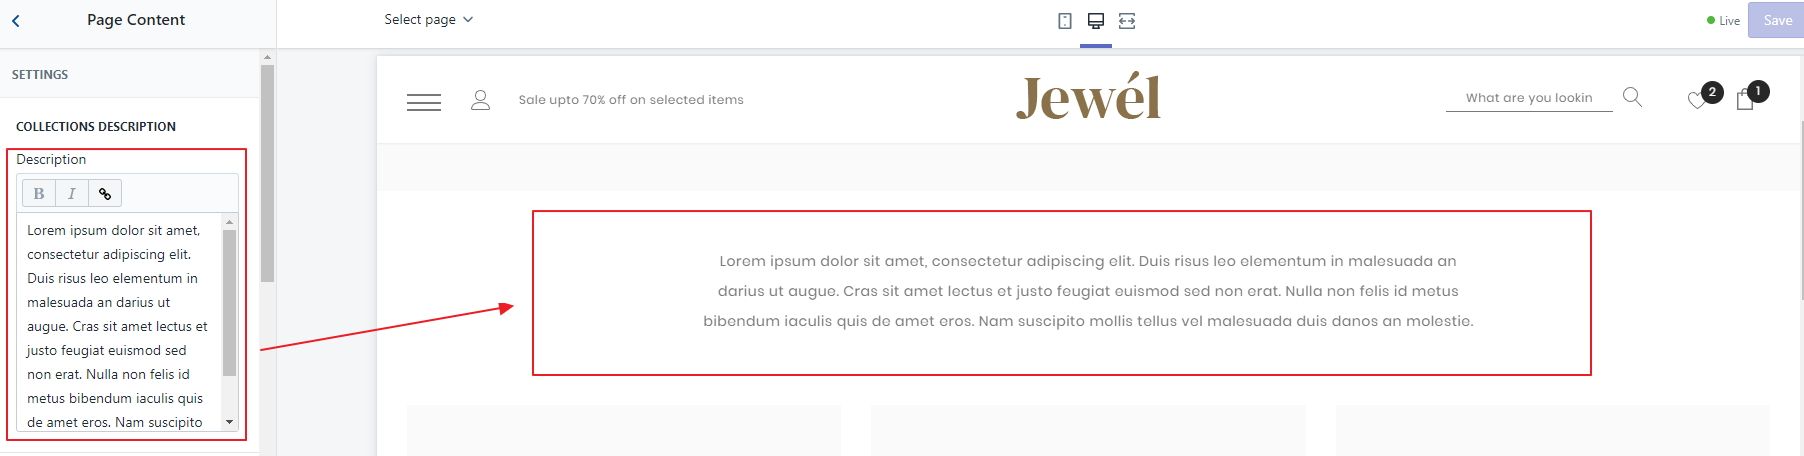 Page Content
Select page
Live
Save
SETTINGS
COLLECTIONS DESCRIPTION
Description
B I
Lorem ipsum dolor sit amet,
consectetur adipiscing elit.
Duis risus leo elementum in
malesuada an darius ut
augue. Cras sit amet lectus et
justo feugiat euismod sed
non erat. Nulla non felis id
metus bibendum iaculis quis
de amet eros. Nam suscipito
Sale upto 70% off on selected items
Jewél
What are you lookin
2
1
Lorem ipsum dolor sit amet, consectetur adipiscing elit. Duis risus leo elementum in malesuada an
darius ut augue. Cras sit amet lectus et justo feugiat euismod sed non erat. Nulla non felis id metus
bibendum iaculis quis de amet eros. Nam suscipito mollis tellus vel malesuada duis danos an molestie.